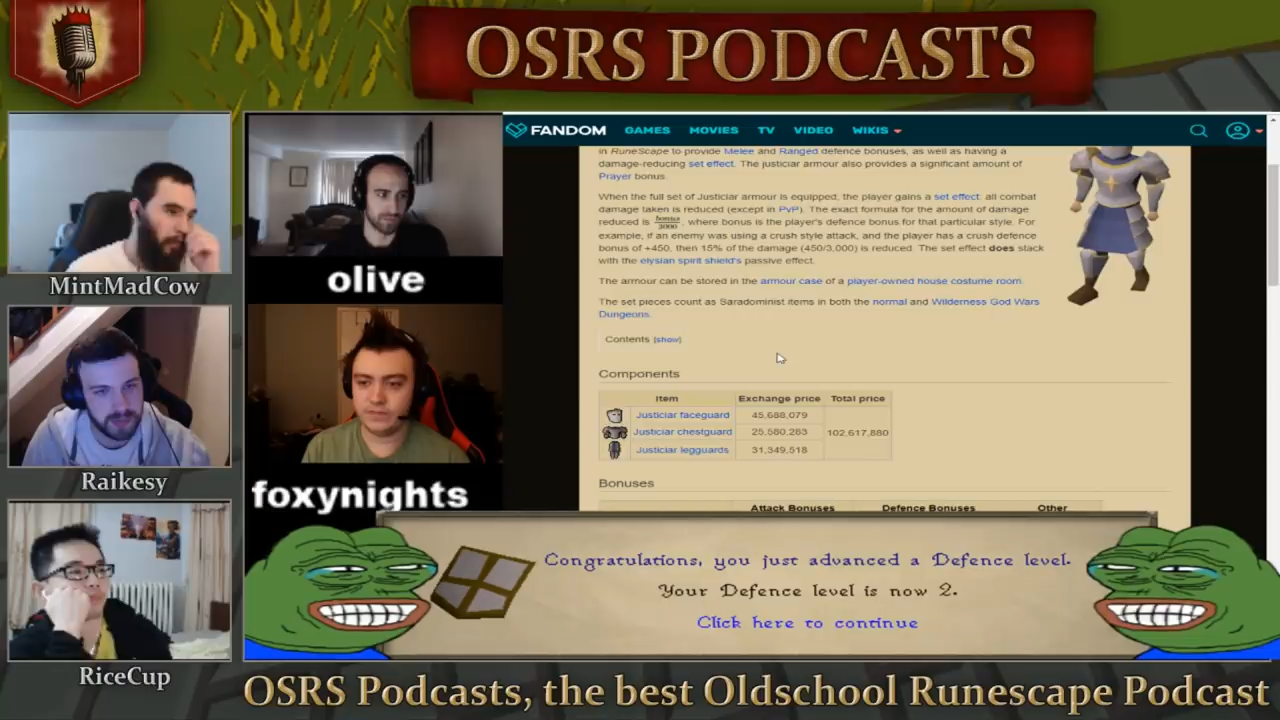 OSRS PODCASTS
MintMadCow
Raikesy
RiceCup
olive
foxynights
FANDOM GAMES MOVIES TV VIDEO WIKIS
in RuneScape to provide Melee and Ranged defence bonuses, as well as having a
damage-reducing set effect. The justiciar armour also provides a significant amount of
Prayer bonus.
When the full set of Justiciar armour is equipped, the player gains a set effect: all combat
damage taken is reduced (except in PvP). The exact formula for the amount of damage
reduced is bonus/3000, where bonus is the player's defence bonus for that particular style. For
example, if an enemy was using a crush style attack, and the player has a crush defence
bonus of +450, then 15% of the damage (450/3,000) is reduced. The set effect does stack
with the elysian spirit shield's passive effect.
The armour can be stored in the armour case of a player-owned house costume room.
The set pieces count as Saradominist items in both the normal and Wilderness God Wars
Dungeons.
Contents [show]
Components
Item Exchange price Total price
Justiciar faceguard 45,688,079
Justiciar chestguard 25,580,283 102,617,880
Justiciar legguards 31,349,518
Bonuses
Attack Bonuses Defence Bonuses Other
Congratulations, you just advanced a Defence level.
Your Defence level is now 2.
Click here to continue
OSRS Podcasts, the best Oldschool Runescape Podcast